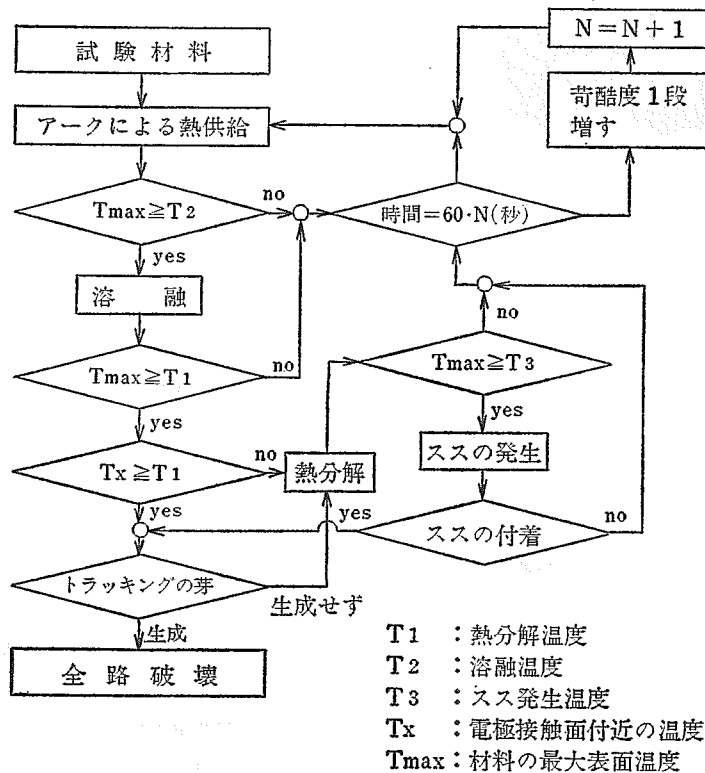 試験材料
アークによる熱供給
Tmax≧T2
no
yes
溶融
Tmax≧T1
no
yes
Tx≧T1
no
yes
トラッキングの芽
生成せず
生成
全路破壊
N=N+1
苛酷度1段
増す
時間=60·N(秒)
no
Tmax≧T3
yes
熱分解
ススの発生
yes
ススの付着
no
T1:熱分解温度
T2:溶融温度
T3:スス発生温度
Tx:電極接触面付近の温度
Tmax:材料の最大表面温度